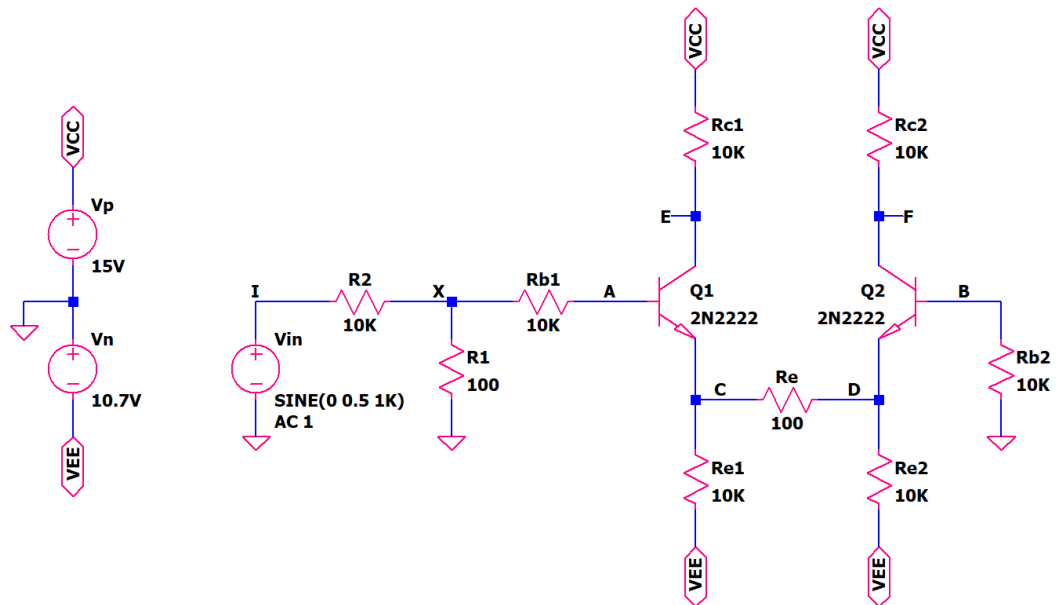 VCC
Vp
15V
Vn
10.7V
VEE
I
Vin
SINE(0 0.5 1K)
AC 1
R2
10K
X
R1
100
Rb1
10K
A
VCC
Rc1
10K
E
Q1
2N2222
C
Re
100
D
Re1
10K
VEE
VCC
Rc2
10K
F
Q2
2N2222
B
Rb2
10K
Re2
10K
VEE